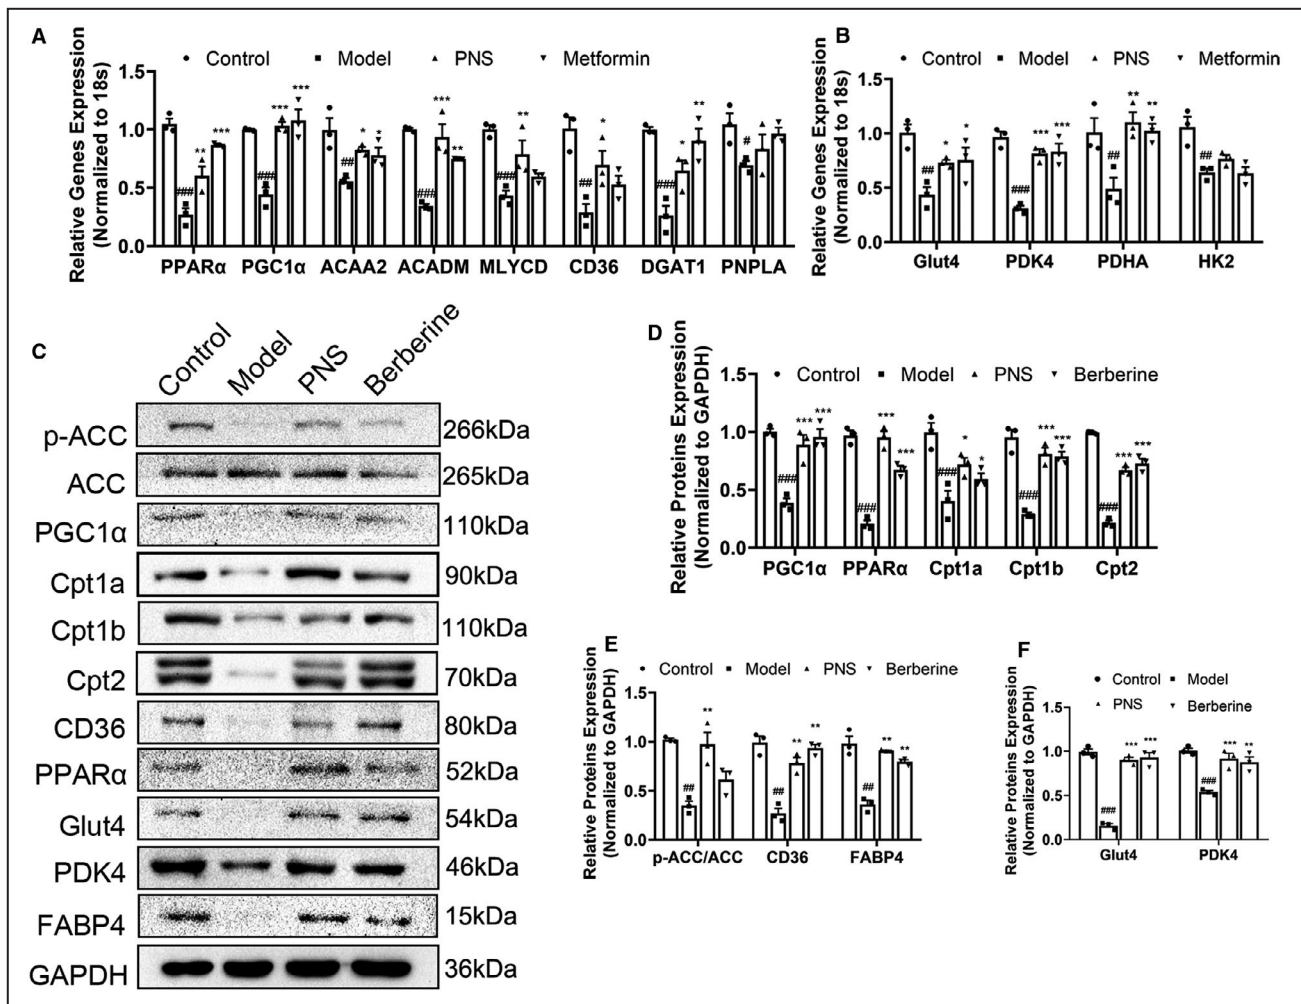 A
Control Model PNS Metformin
Relative Genes Expression
(Normalized to 18s)
1.5
1.0
0.5
0.0
### ** *** ### *** *** ## * * ### *** ** ### ** ## * ### * ** #
PPARα PGC1α ACAA2 ACADM MLYCD CD36 DGAT1 PNPLA
B
Control Model PNS Metformin
Relative Genes Expression
(Normalized to 18s)
1.5
1.0
0.5
0.0
## * * ### *** *** ## ** ** ##
Glut4 PDK4 PDHA HK2
C
Control Model PNS Berberine
p-ACC 266kDa
ACC 265kDa
PGC1α 110kDa
Cpt1a 90kDa
Cpt1b 110kDa
Cpt2 70kDa
CD36 80kDa
PPARα 52kDa
Glut4 54kDa
PDK4 46kDa
FABP4 15kDa
GAPDH 36kDa
D
Control Model PNS Berberine
Relative Proteins Expression
(Normalized to GAPDH)
1.5
1.0
0.5
0.0
### *** *** ### *** *** ### * * ### *** *** ### *** ***
PGC1α PPARα Cpt1a Cpt1b Cpt2
E
Control Model PNS Berberine
Relative Proteins Expression
(Normalized to GAPDH)
1.5
1.0
0.5
0.0
## ** ## ** ** ## ** **
p-ACC/ACC CD36 FABP4
F
Control Model
PNS Berberine
Relative Proteins Expression
(Normalized to GAPDH)
1.5
1.0
0.5
0.0
### *** *** ### *** **
Glut4 PDK4